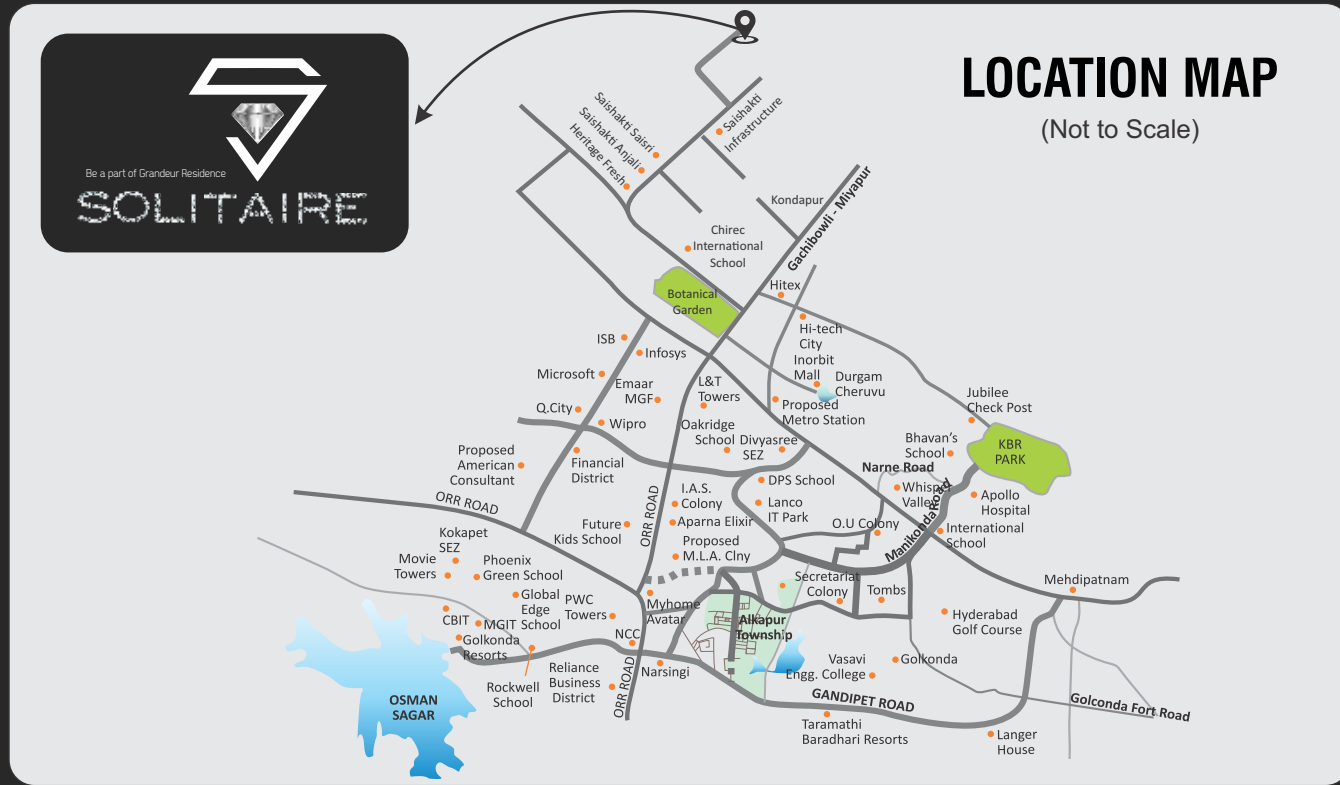 Be a part of Grandeur Residence
SOLITAIRE
LOCATION MAP
(Not to Scale)
Saishakti Saisri
Saishakti Anjali
Heritage Fresh
Saishakti
Infrastructure
Kondapur
Gachibowli - Miyapur
Chirec
International
School
Botanical
Garden
Hitex
Hi-tech
City
Inorbit
Mall
Durgam
Cheruvu
Proposed
Metro Station
Jubilee
Check Post
KBR
PARK
Bhavan's
School
Narne Road
Whisper
Valley
Manikonda Road
Apollo
Hospital
International
School
ISB
Infosys
Microsoft
Emaar
MGF
Q.City
Wipro
L&T
Towers
Oakridge
School
Divyasree
SEZ
Proposed
American
Consultant
Financial
District
DPS School
Lanco
IT Park
I.A.S.
Colony
Aparna Elixir
Proposed
M.L.A. Clny
O.U Colony
ORR ROAD
ORR ROAD
Future
Kids School
Kokapet
SEZ
Movie
Towers
Phoenix
Green School
Global
Edge
School
PWC
Towers
CBIT
MGIT
Golkonda
Resorts
NCC
Myhome
Avatar
Secretariat
Colony
Tombs
Alkapur
Township
Mehdipatnam
Hyderabad
Golf Course
Vasavi
Engg. College
Golkonda
Rockwell
School
Reliance
Business
District
ORR ROAD
Narsingi
OSMAN
SAGAR
GANDIPET ROAD
Golconda Fort Road
Taramathi
Baradhari Resorts
Langer
House